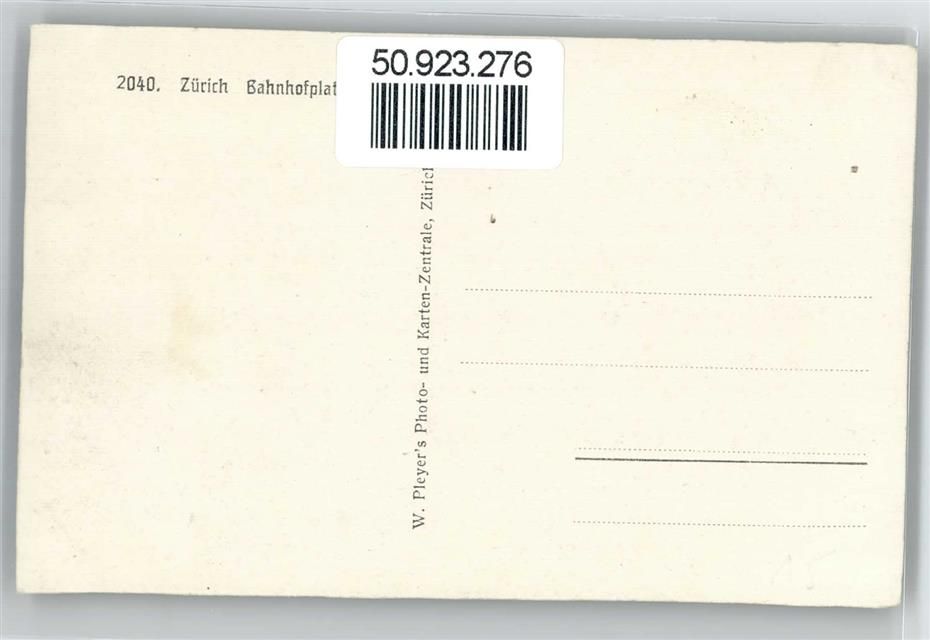 50.923.276
2040. Zürich Bahnhofplat
W. Pleyer's Photo- und Karten-Zentrale, Züric